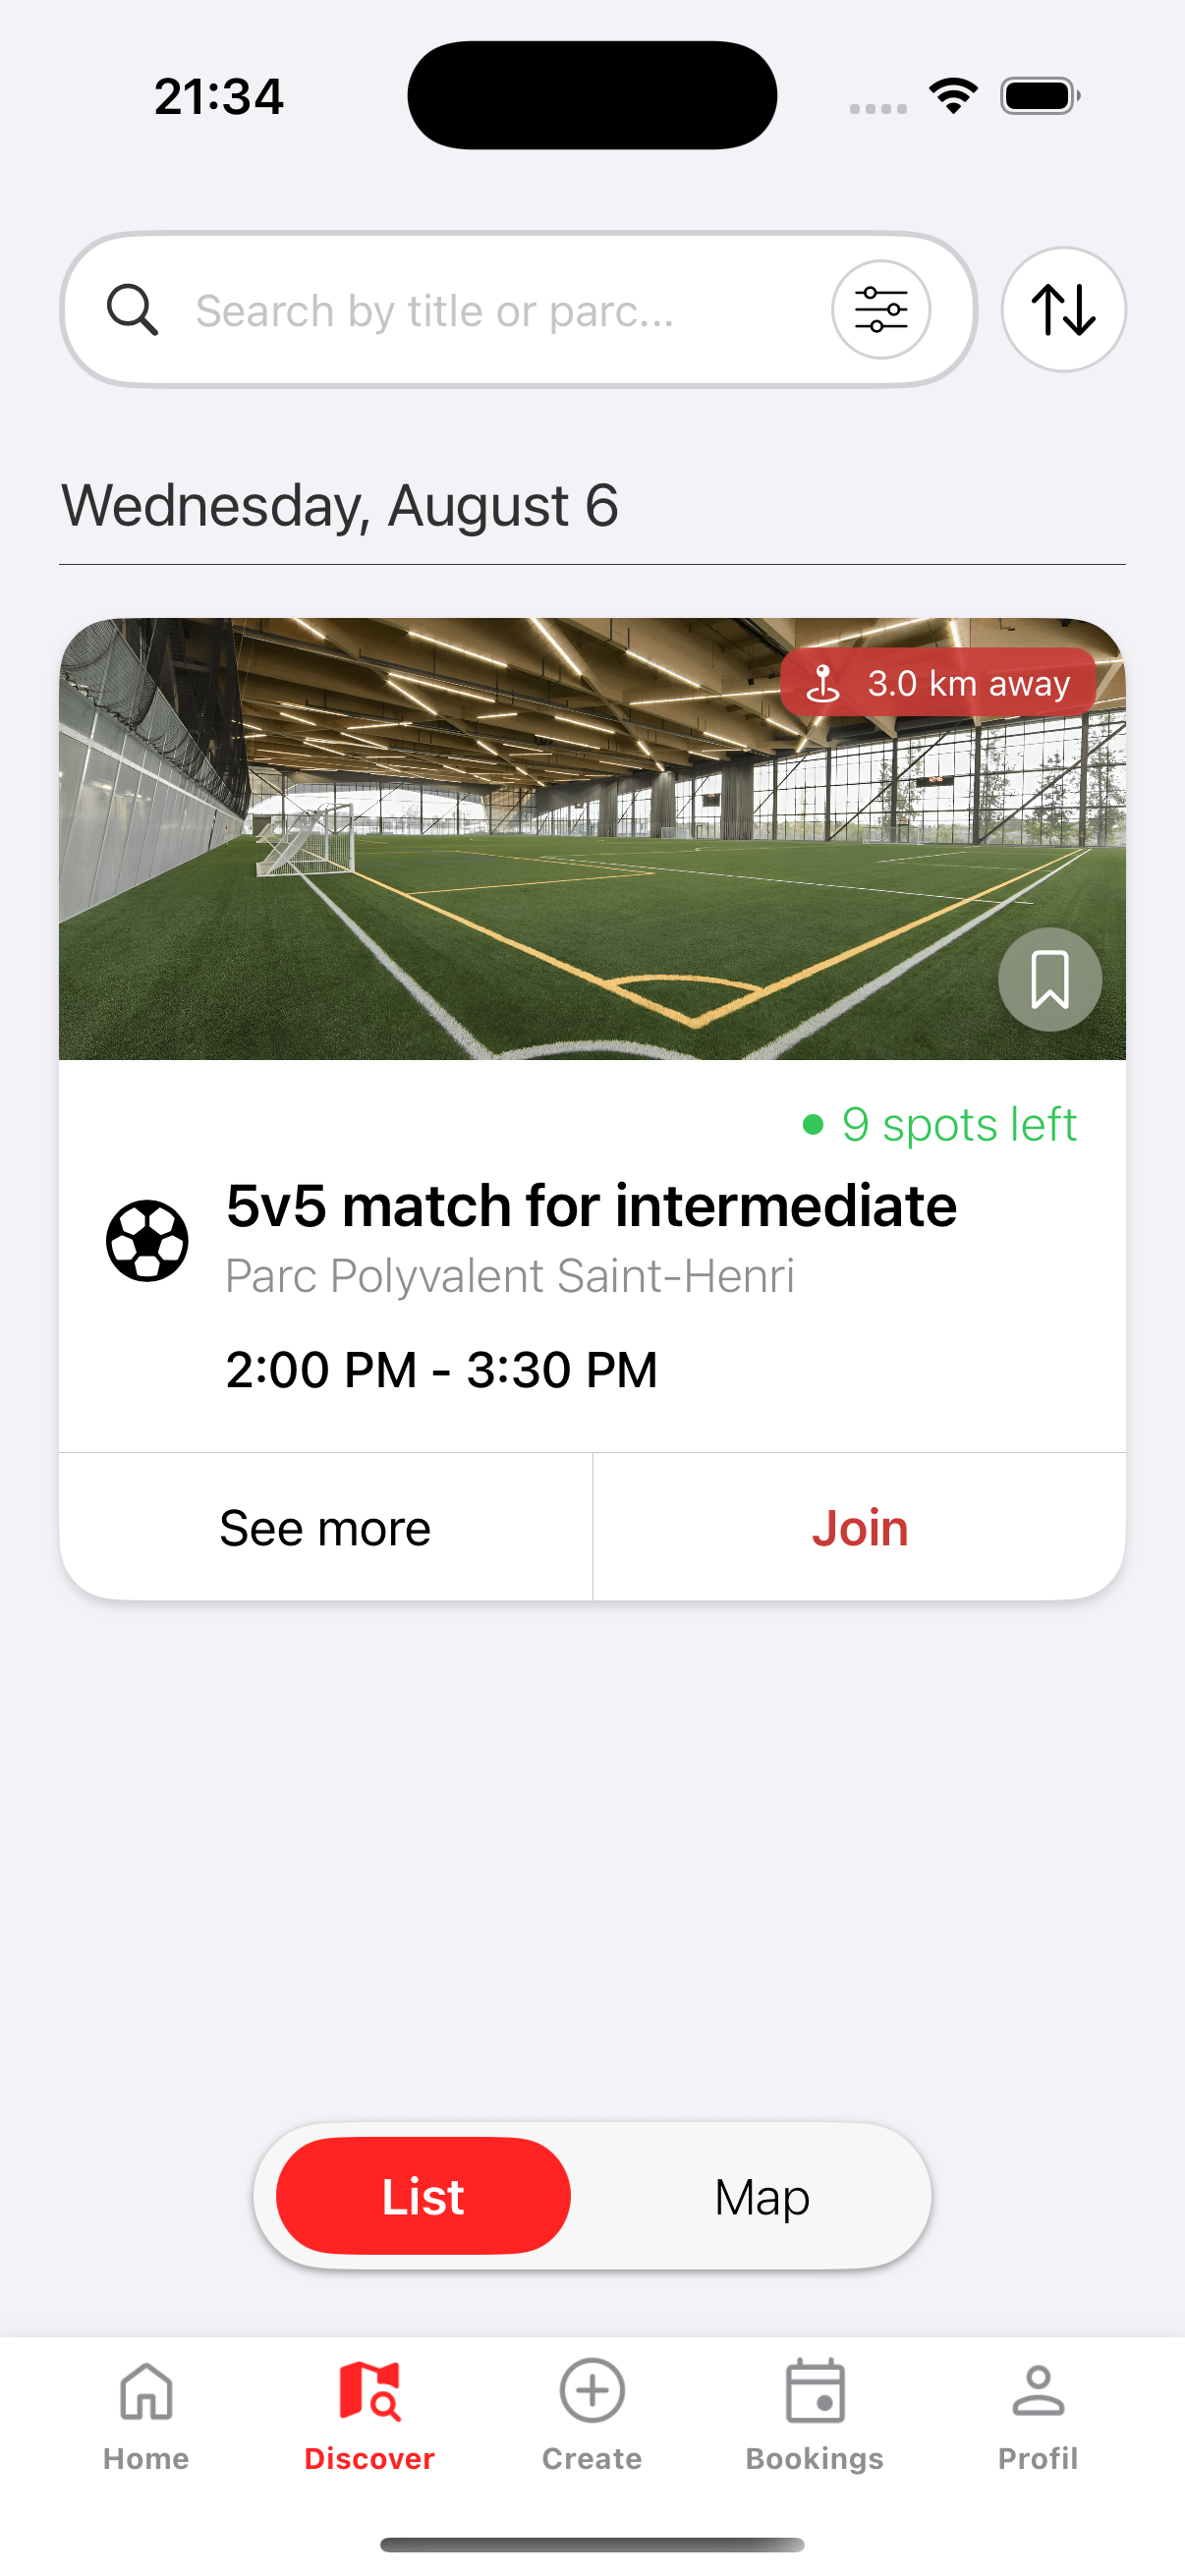 21:34
Search by title or parc...
Wednesday, August 6
3.0 km away
9 spots left
5v5 match for intermediate
Parc Polyvalent Saint-Henri
2:00 PM - 3:30 PM
See more
Join
List
Map
Home
Discover
Create
Bookings
Profil